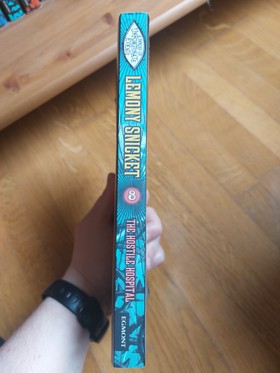 LEMONY SNICKET
8
THE HOSTILE HOSPITAL
EGMONT